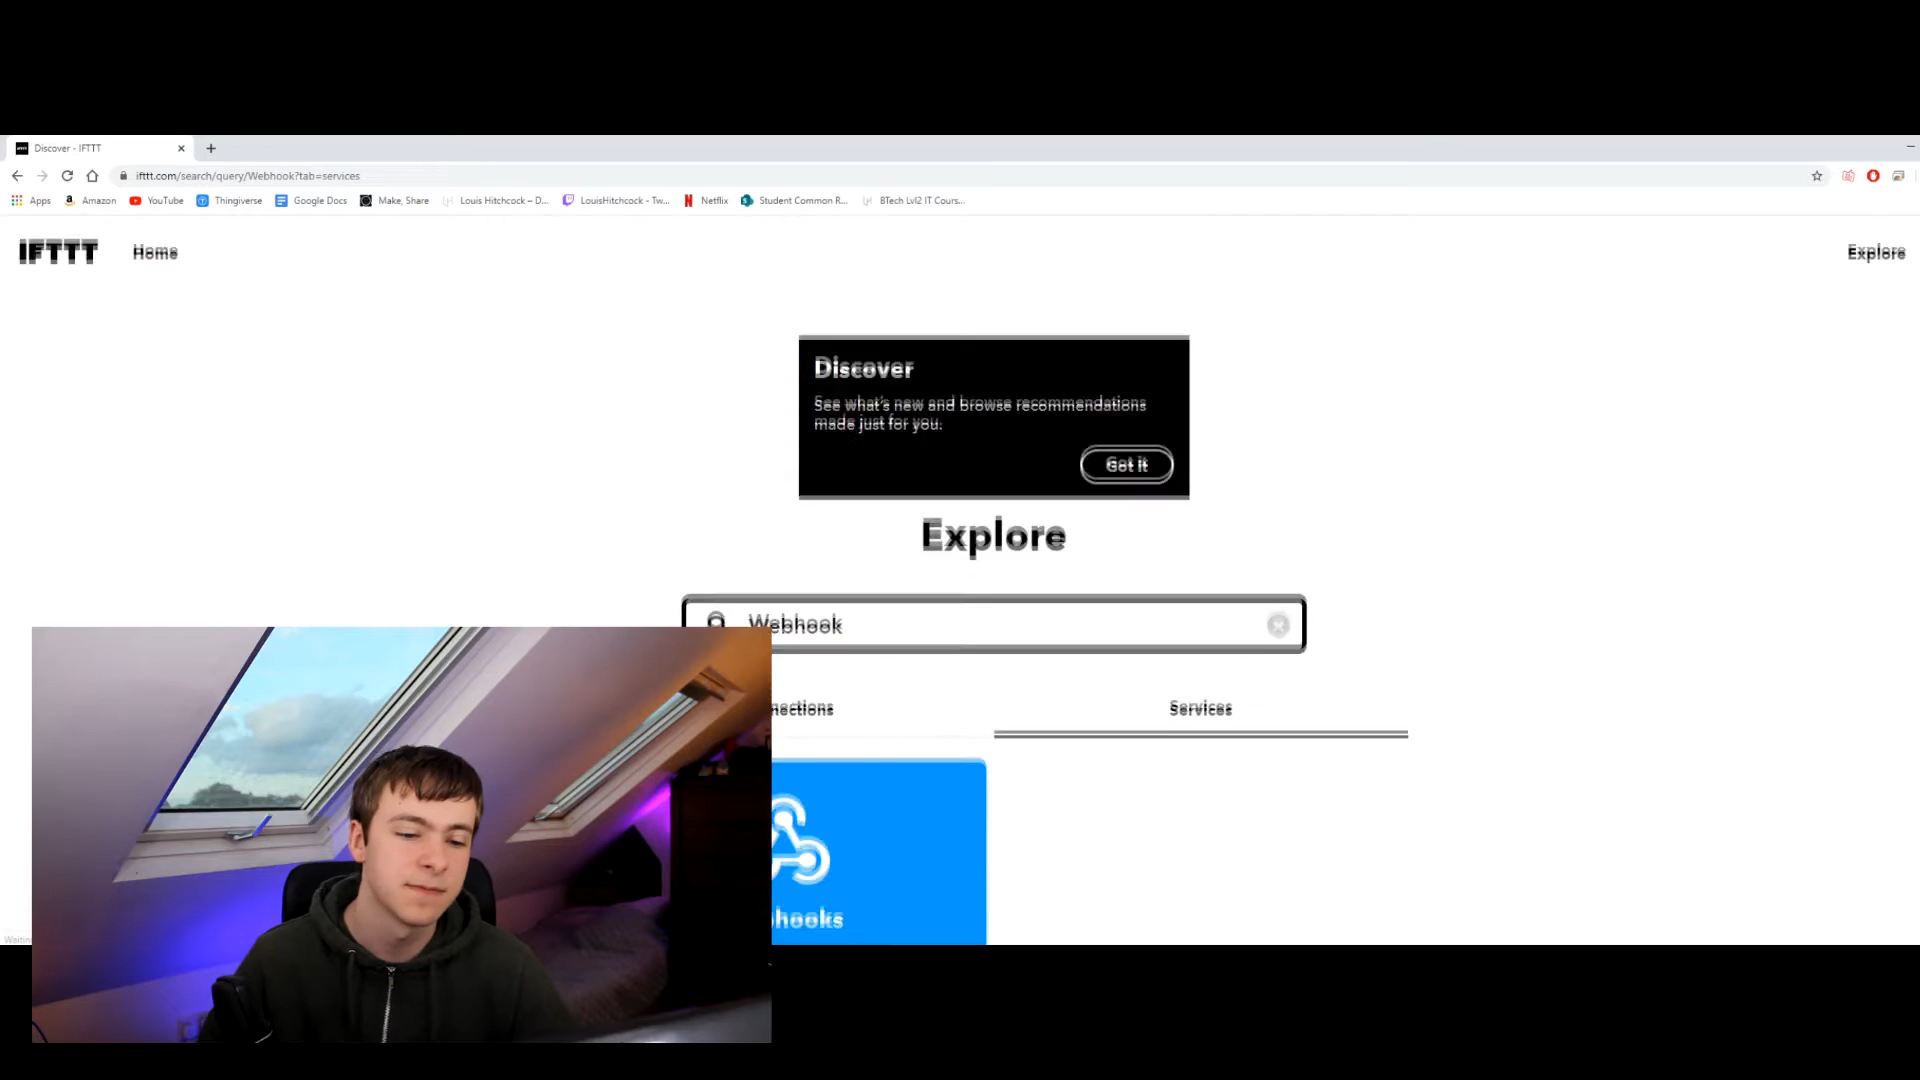 Discover - IFTTT
ifttt.com/search/query/Webhook?tab=services
Apps Amazon YouTube Thingiverse Google Docs Make, Share Louis Hitchcock – D... LouisHitchcock - Tw... Netflix Student Common R... BTech Lvl2 IT Cours...
IFTTT Home Explore
Discover
See what's new and browse recommendations
made just for you.
Got it
Explore
Webhook
nections Services
hooks
Waitin